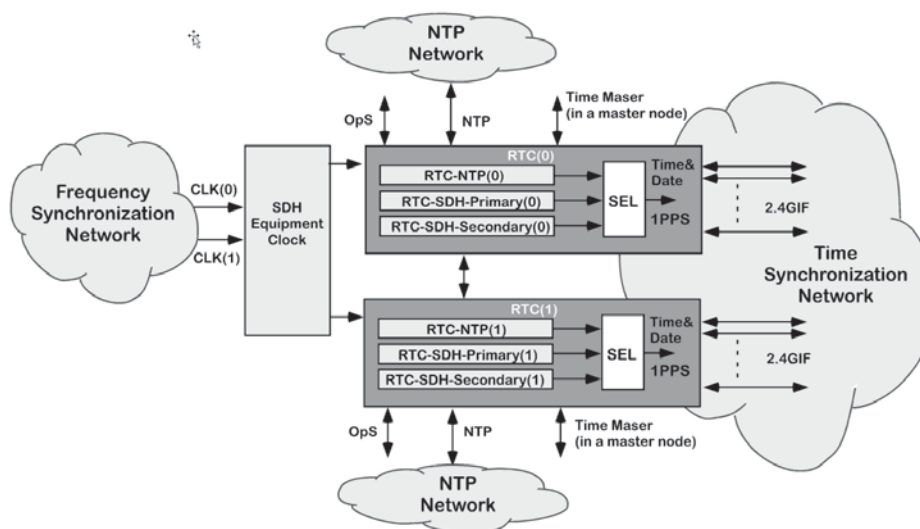 NTP
Network
OpS
NTP
Time Maser
(in a master node)
Frequency
Synchronization
Network
CLK(0)
CLK(1)
SDH
Equipment
Clock
RTC(0)
RTC-NTP(0)
RTC-SDH-Primary(0)
RTC-SDH-Secondary(0)
SEL
Time&
Date
1PPS
2.4GIF
Time
Synchronization
Network
RTC(1)
RTC-NTP(1)
RTC-SDH-Primary(1)
RTC-SDH-Secondary(1)
SEL
Time&
Date
1PPS
2.4GIF
OpS
NTP
Time Maser
(in a master node)
NTP
Network